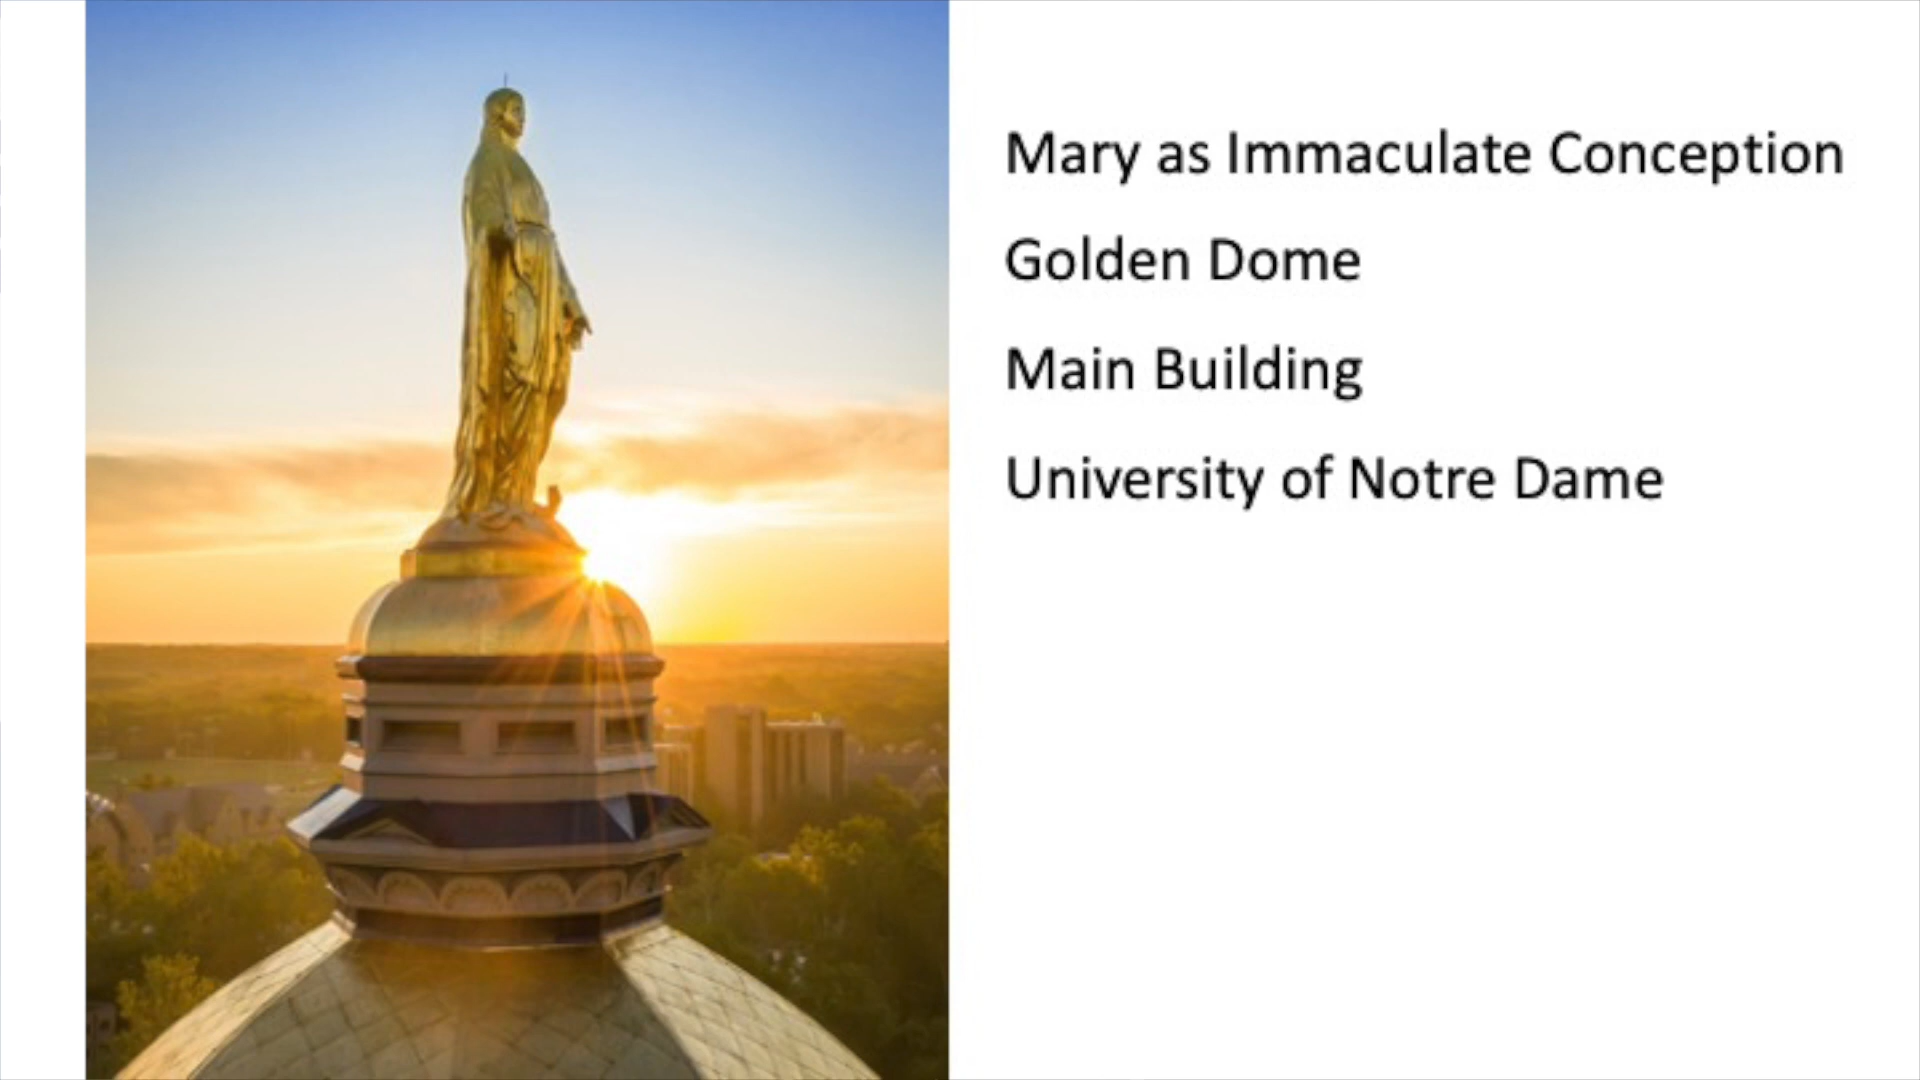 Mary as Immaculate Conception
Golden Dome
Main Building
University of Notre Dame